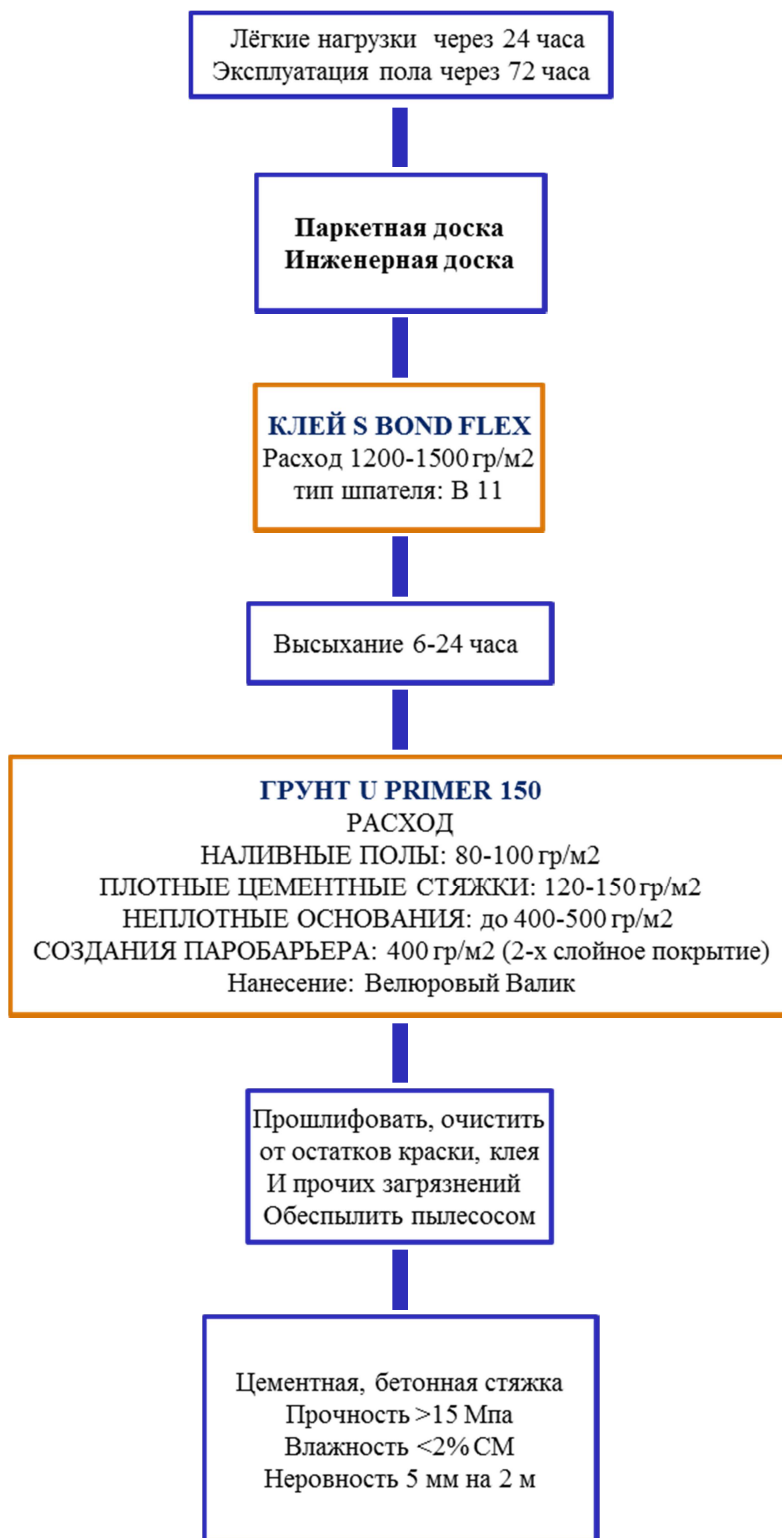 Лёгкие нагрузки через 24 часа
Эксплуатация пола через 72 часа
Паркетная доска
Инженерная доска
КЛЕЙ S BOND FLEX
Расход 1200-1500 гр/м2
тип шпателя: В 11
Высыхание 6-24 часа
ГРУНТ U PRIMER 150
РАСХОД
НАЛИВНЫЕ ПОЛЫ: 80-100 гр/м2
ПЛОТНЫЕ ЦЕМЕНТНЫЕ СТЯЖКИ: 120-150 гр/м2
НЕПЛОТНЫЕ ОСНОВАНИЯ: до 400-500 гр/м2
СОЗДАНИЯ ПАРОБАРЬЕРА: 400 гр/м2 (2-х слойное покрытие)
Нанесение: Велюровый Валик
Прошлифовать, очистить
от остатков краски, клея
И прочих загрязнений
Обеспылить пылесосом
Цементная, бетонная стяжка
Прочность >15 Мпа
Влажность <2% СМ
Неровность 5 мм на 2 м